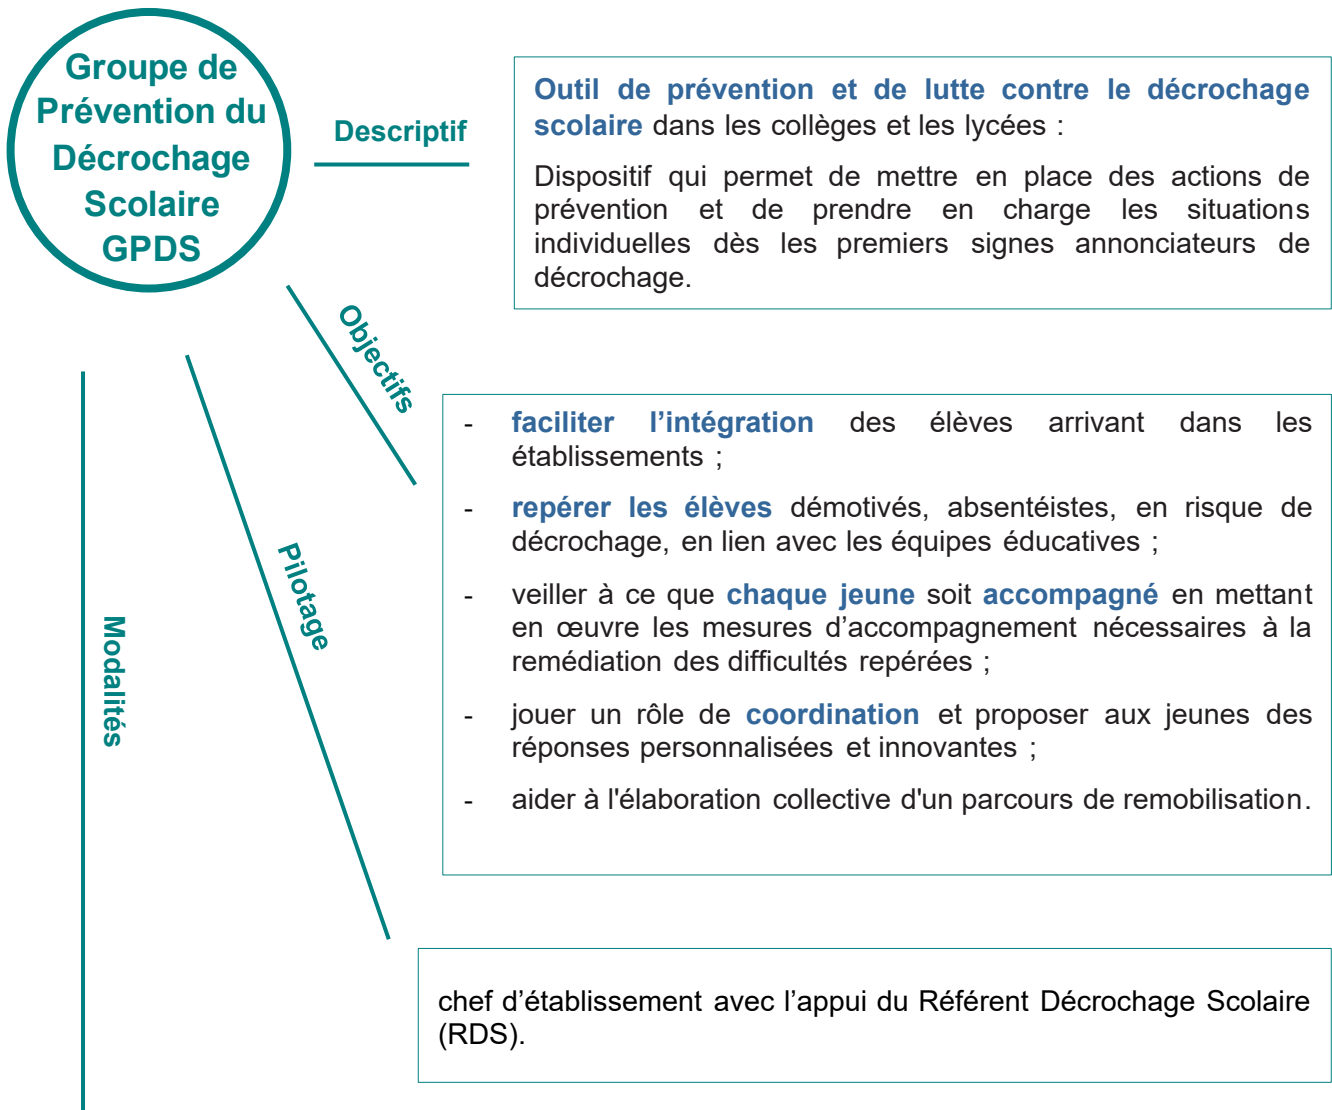 Groupe de
Prévention du
Décrochage
Scolaire
GPDS
Descriptif
Outil de prévention et de lutte contre le décrochage
scolaire dans les collèges et les lycées :
Dispositif qui permet de mettre en place des actions de
prévention et de prendre en charge les situations
individuelles dès les premiers signes annonciateurs de
décrochage.
Objectifs
- faciliter l’intégration des élèves arrivant dans les
établissements ;
- repérer les élèves démotivés, absentéistes, en risque de
décrochage, en lien avec les équipes éducatives ;
- veiller à ce que chaque jeune soit accompagné en mettant
en œuvre les mesures d’accompagnement nécessaires à la
remédiation des difficultés repérées ;
- jouer un rôle de coordination et proposer aux jeunes des
réponses personnalisées et innovantes ;
- aider à l'élaboration collective d'un parcours de remobilisation.
Pilotage
chef d’établissement avec l’appui du Référent Décrochage Scolaire
(RDS).
Modalités